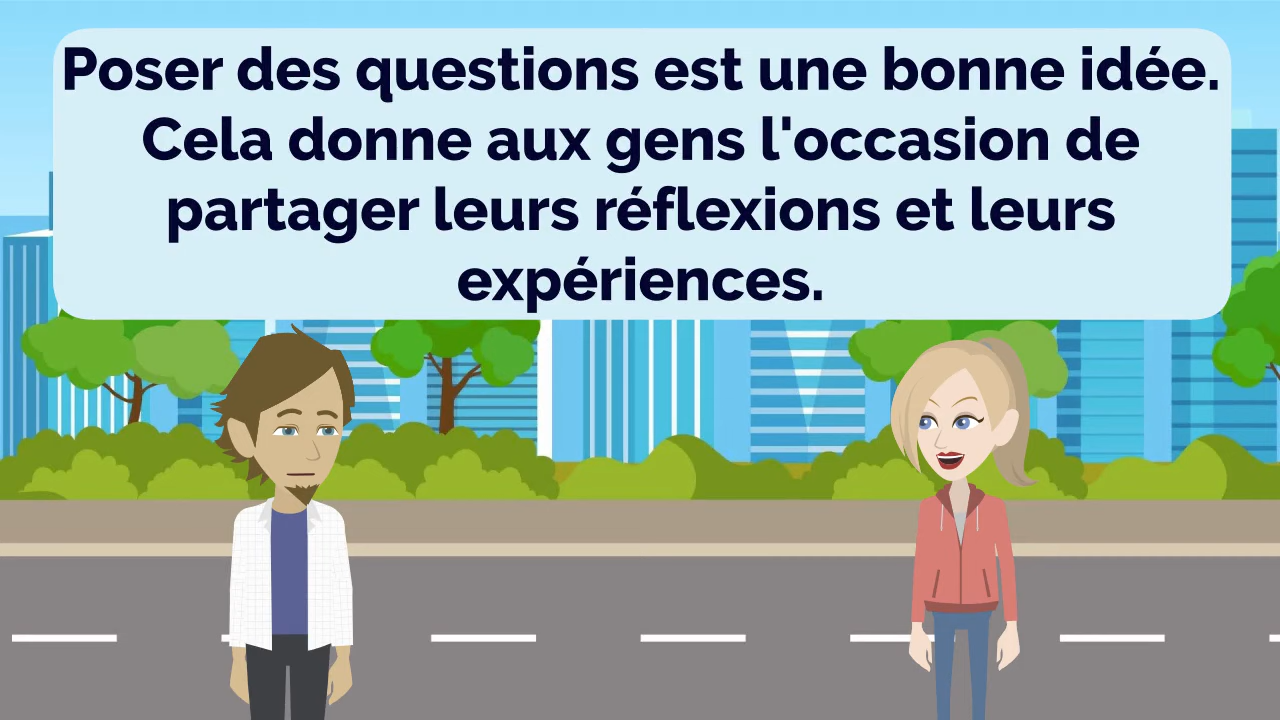 Poser des questions est une bonne idée.
Cela donne aux gens l'occasion de
partager leurs réflexions et leurs
expériences.